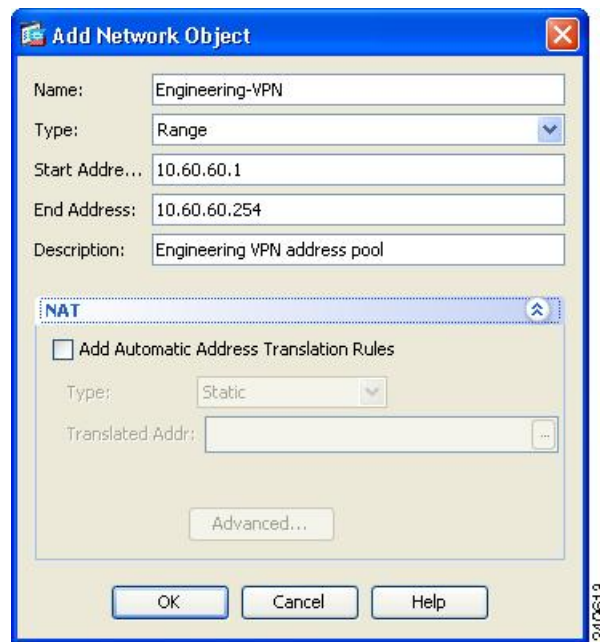 Add Network Object
Name: Engineering-VPN
Type: Range
Start Addre... 10.60.60.1
End Address: 10.60.60.254
Description: Engineering VPN address pool
NAT
Add Automatic Address Translation Rules
Type: Static
Translated Addr: ...
Advanced...
OK Cancel Help
240613